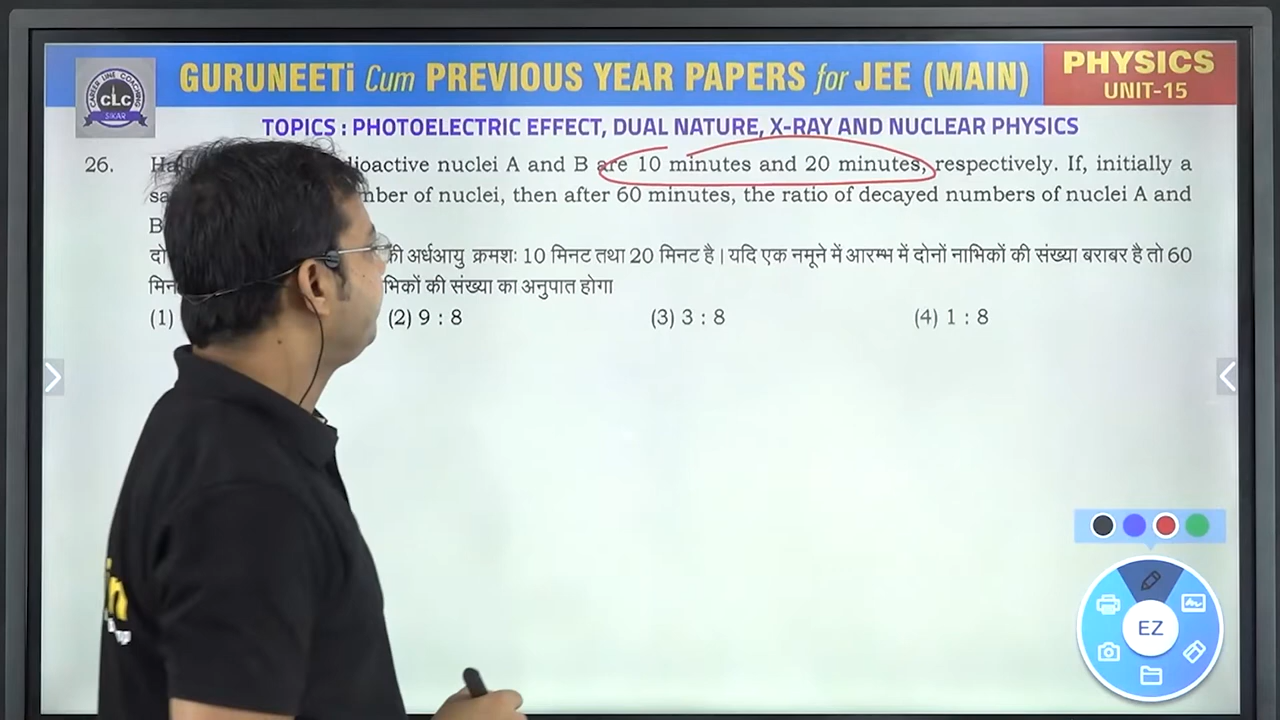 GURUNEETi Cum PREVIOUS YEAR PAPERS for JEE (MAIN)
PHYSICS
UNIT-15
CLC
SIKAR
TOPICS : PHOTOELECTRIC EFFECT, DUAL NATURE, X-RAY AND NUCLEAR PHYSICS
26. dioactive nuclei A and B are 10 minutes and 20 minutes, respectively. If, initially a
of nuclei, then after 60 minutes, the ratio of decayed numbers of nuclei A and
B
की अर्धआयु क्रमशः 10 मिनट तथा 20 मिनट है। यदि एक नमूने में आरम्भ में दोनों नाभिकों की संख्या बराबर है तो 60
की संख्या का अनुपात होगा
(1) (2) 9 : 8 (3) 3 : 8 (4) 1 : 8
EZ
in